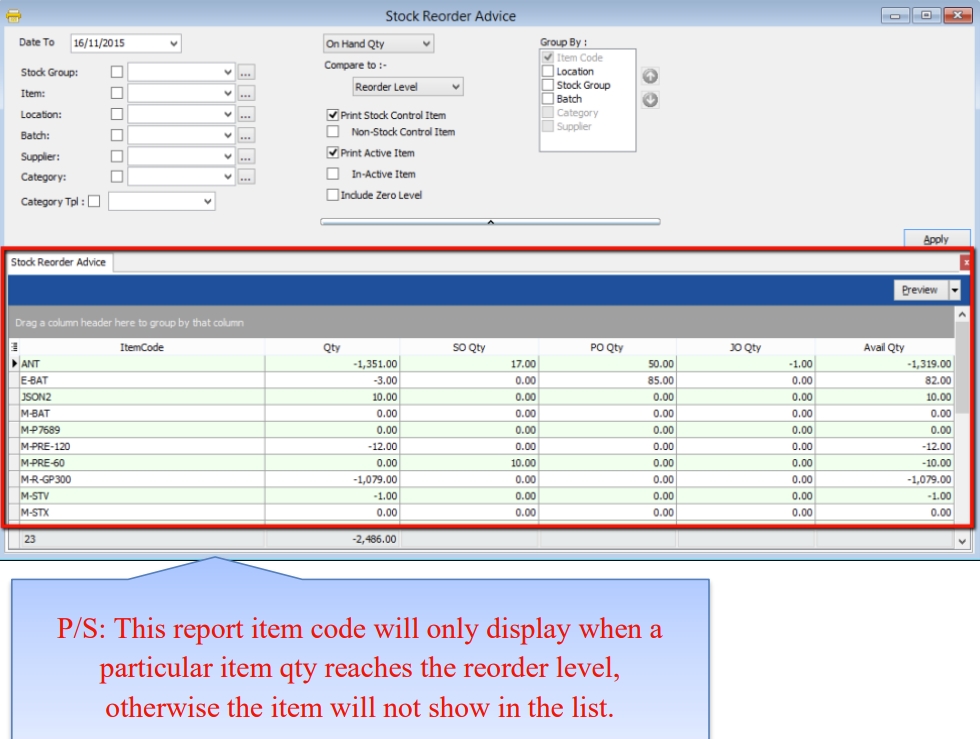 Stock Reorder Advice
Date To 16/11/2015
On Hand Qty
Group By :
Compare to :-
Item Code
Location
Stock Group
Batch
Category
Supplier
Stock Group: ...
Reorder Level
Item: ...
Location: ...
Print Stock Control Item
Batch: ...
Non-Stock Control Item
Supplier: ...
Print Active Item
Category: ...
In-Active Item
Category Tpl :
Include Zero Level
Apply
Stock Reorder Advice
Preview
Drag a column header here to group by that column
ItemCode Qty SO Qty PO Qty JO Qty Avail Qty
ANT -1,351.00 17.00 50.00 -1.00 -1,319.00
E-BAT -3.00 0.00 85.00 0.00 82.00
JSON2 10.00 0.00 0.00 0.00 10.00
M-BAT 0.00 0.00 0.00 0.00 0.00
M-P7689 0.00 0.00 0.00 0.00 0.00
M-PRE-120 -12.00 0.00 0.00 0.00 -12.00
M-PRE-60 0.00 10.00 0.00 0.00 -10.00
M-R-GP300 -1,079.00 0.00 0.00 0.00 -1,079.00
M-STV -1.00 0.00 0.00 0.00 -1.00
M-STX 0.00 0.00 0.00 0.00 0.00
23 -2,486.00
P/S: This report item code will only display when a
particular item qty reaches the reorder level,
otherwise the item will not show in the list.